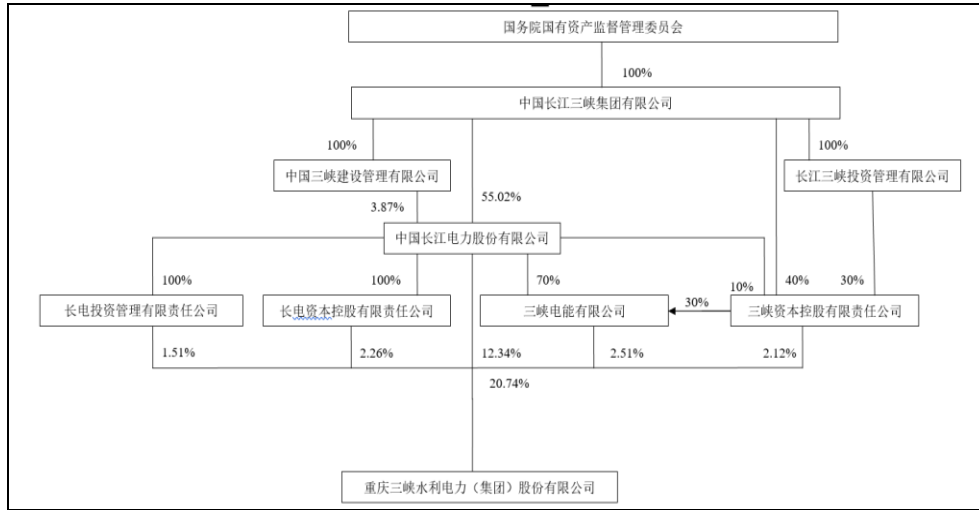 国务院国有资产监督管理委员会
100%
中国长江三峡集团有限公司
100%
100%
中国三峡建设管理有限公司
长江三峡投资管理有限公司
3.87%
55.02%
中国长江电力股份有限公司
100%
100%
70%
10%
40%
30%
30%
长电投资管理有限责任公司
长电资本控股有限责任公司
三峡电能有限公司
三峡资本控股有限责任公司
1.51%
2.26%
12.34%
2.51%
2.12%
20.74%
重庆三峡水利电力（集团）股份有限公司